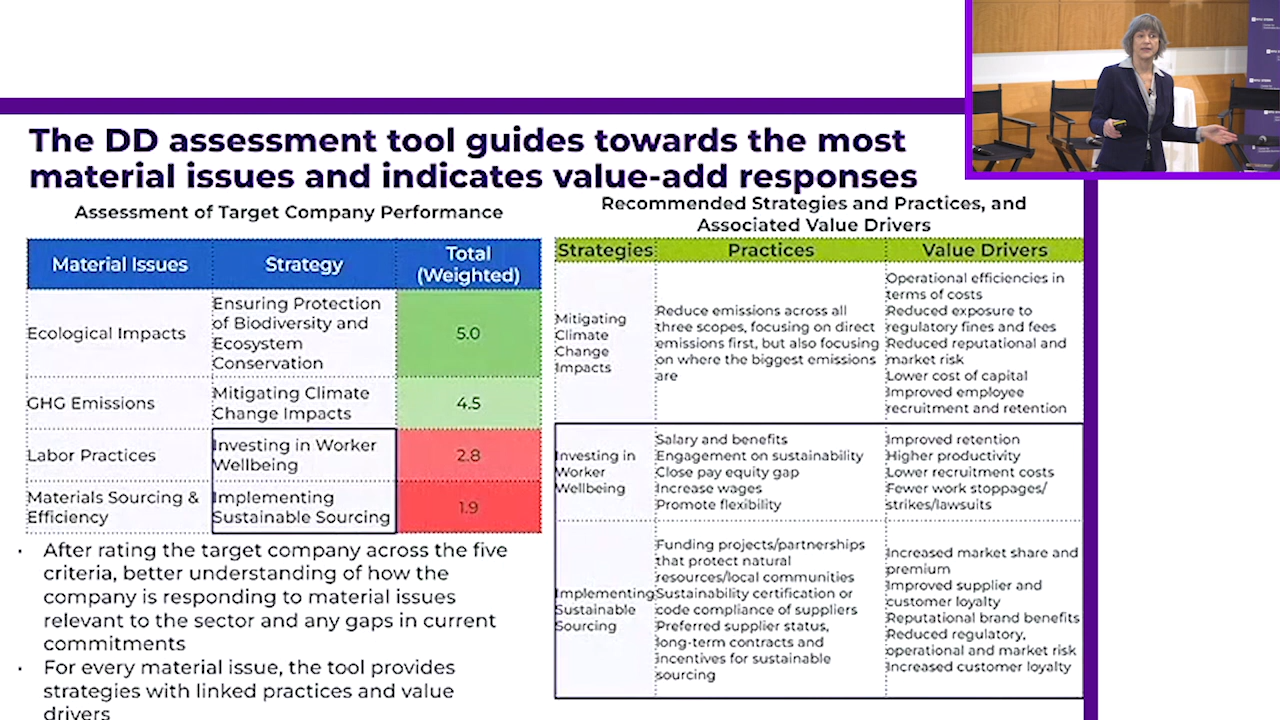 The DD assessment tool guides towards the most
material issues and indicates value-add responses
Assessment of Target Company Performance
Material Issues
Strategy
Total
(Weighted)
Ecological Impacts
Ensuring Protection
of Biodiversity and
Ecosystem
Conservation
5.0
GHG Emissions
Mitigating Climate
Change Impacts
4.5
Labor Practices
Investing in Worker
Wellbeing
2.8
Materials Sourcing &
Efficiency
Implementing
Sustainable Sourcing
1.9
· After rating the target company across the five
criteria, better understanding of how the
company is responding to material issues
relevant to the sector and any gaps in current
commitments
· For every material issue, the tool provides
strategies with linked practices and value
drivers
Recommended Strategies and Practices, and
Associated Value Drivers
Strategies
Practices
Value Drivers
Mitigating
Climate
Change
Impacts
Reduce emissions across all
three scopes, focusing on direct
emissions first, but also focusing
on where the biggest emissions
are
Operational efficiencies in
terms of costs
Reduced exposure to
regulatory fines and fees
Reduced reputational and
market risk
Lower cost of capital
Improved employee
recruitment and retention
Investing in
Worker
Wellbeing
Salary and benefits
Engagement on sustainability
Close pay equity gap
Increase wages
Promote flexibility
Improved retention
Higher productivity
Lower recruitment costs
Fewer work stoppages/
strikes/lawsuits
Implementing
Sustainable
Sourcing
Funding projects/partnerships
that protect natural
resources/local communities
Sustainability certification or
code compliance of suppliers
Preferred supplier status,
long-term contracts and
incentives for sustainable
sourcing
Increased market share and
premium
Improved supplier and
customer loyalty
Reputational brand benefits
Reduced regulatory,
operational and market risk
Increased customer loyalty